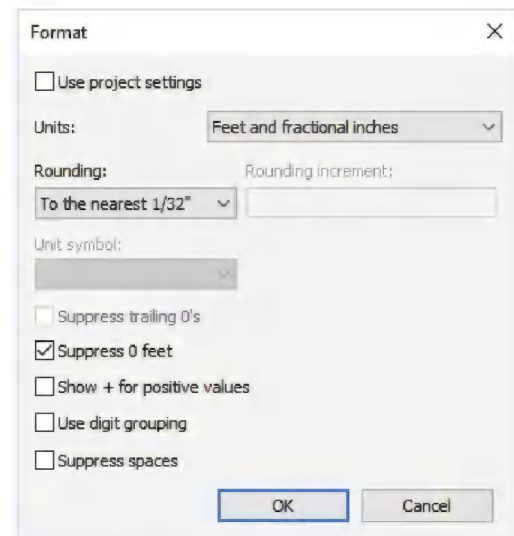 Format
Use project settings
Units: Feet and fractional inches
Rounding: Rounding increment:
To the nearest 1/32"
Unit symbol:
Suppress trailing 0's
Suppress 0 feet
Show + for positive values
Use digit grouping
Suppress spaces
OK Cancel